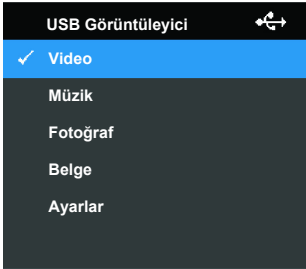 USB Görüntüleyici
Video
Müzik
Fotoğraf
Belge
Ayarlar